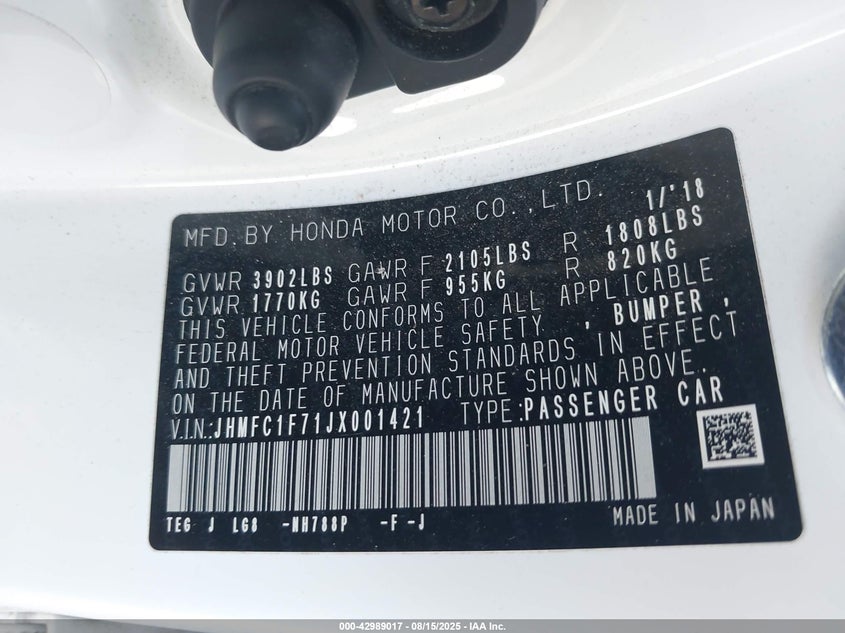 MFD. BY HONDA MOTOR CO., LTD. 1/'18
GVWR 3902LBS GAWR F 2105LBS R 1808LBS
GVWR 1770KG GAWR F 955KG R 820KG
THIS VEHICLE CONFORMS TO ALL APPLICABLE
FEDERAL MOTOR VEHICLE SAFETY , BUMPER ,
AND THEFT PREVENTION STANDARDS IN EFFECT
ON THE DATE OF MANUFACTURE SHOWN ABOVE.
V.I.N.:JHMFC1F71JX001421 TYPE:PASSENGER CAR
TEG J LG8 -NH788P -F -J
MADE IN JAPAN
000-42989017 - 08/15/2025 - IAA Inc.